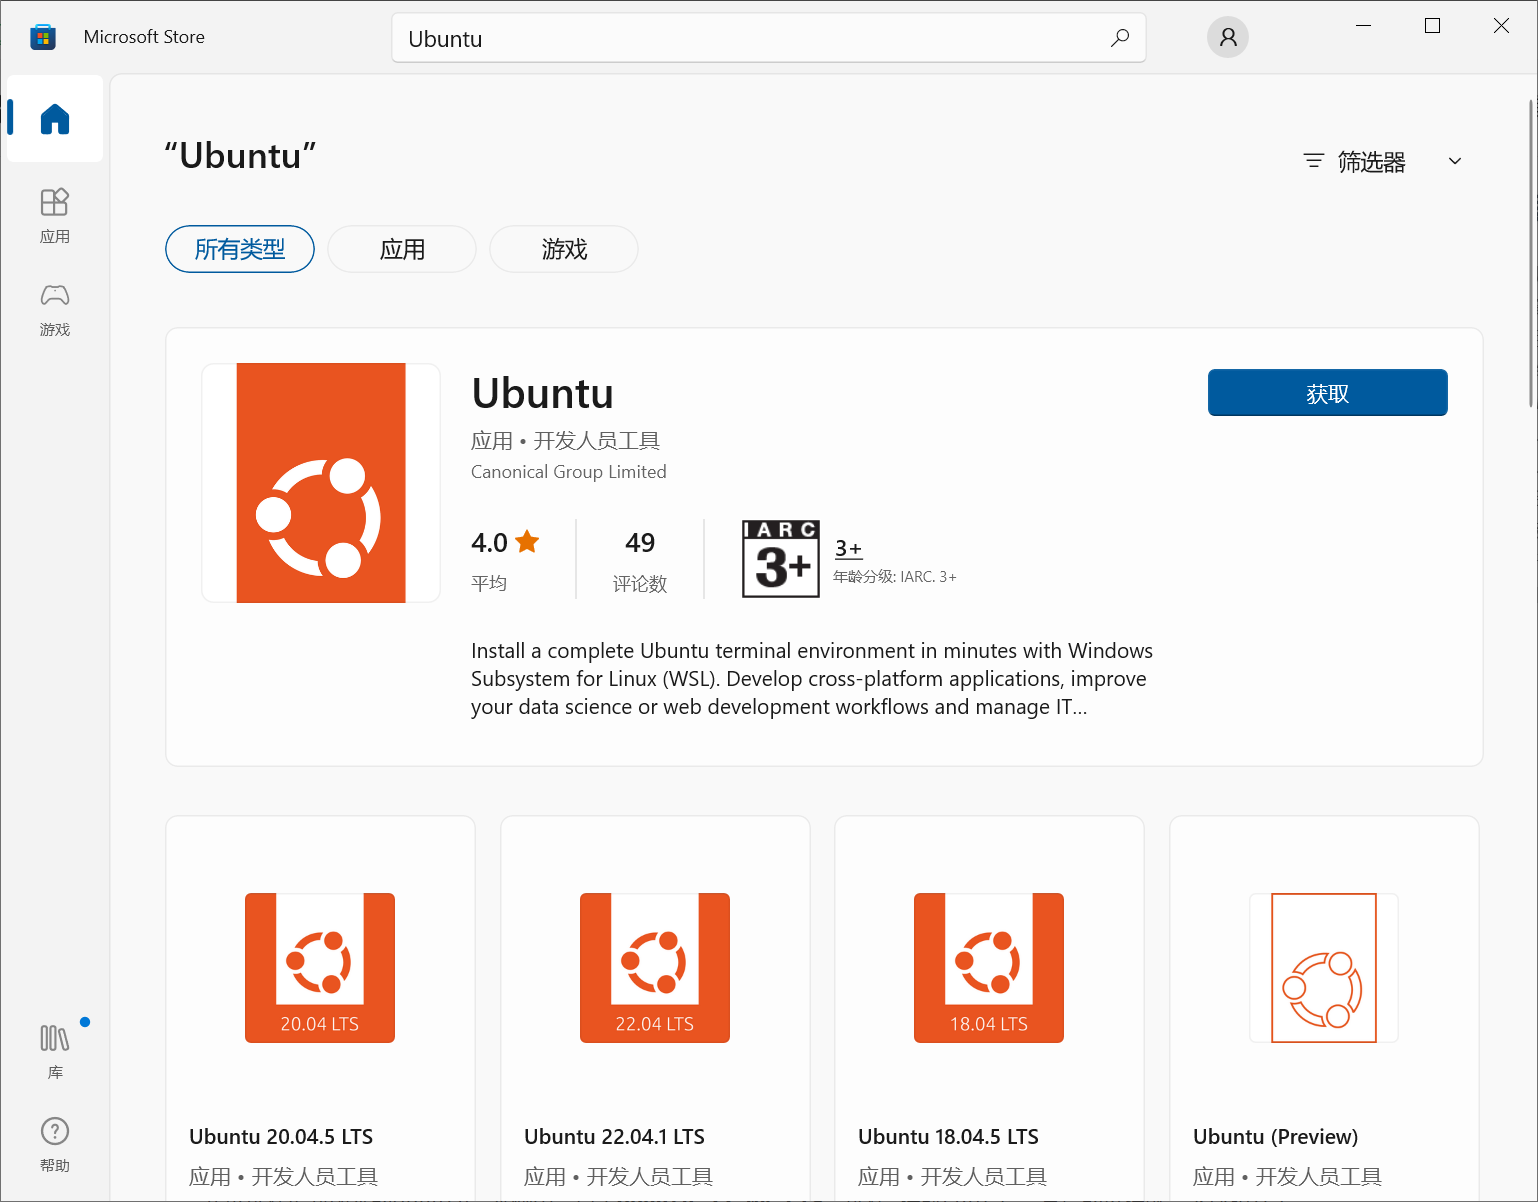 Microsoft Store
Ubuntu
应用
游戏
库
帮助
“Ubuntu”
筛选器
所有类型
应用
游戏
Ubuntu
获取
应用 • 开发人员工具
Canonical Group Limited
4.0
平均
49
评论数
IARC
3+
3+
年龄分级: IARC. 3+
Install a complete Ubuntu terminal environment in minutes with Windows
Subsystem for Linux (WSL). Develop cross-platform applications, improve
your data science or web development workflows and manage IT...
20.04 LTS
Ubuntu 20.04.5 LTS
应用 • 开发人员工具
22.04 LTS
Ubuntu 22.04.1 LTS
应用 • 开发人员工具
18.04 LTS
Ubuntu 18.04.5 LTS
应用 • 开发人员工具
Ubuntu (Preview)
应用 • 开发人员工具